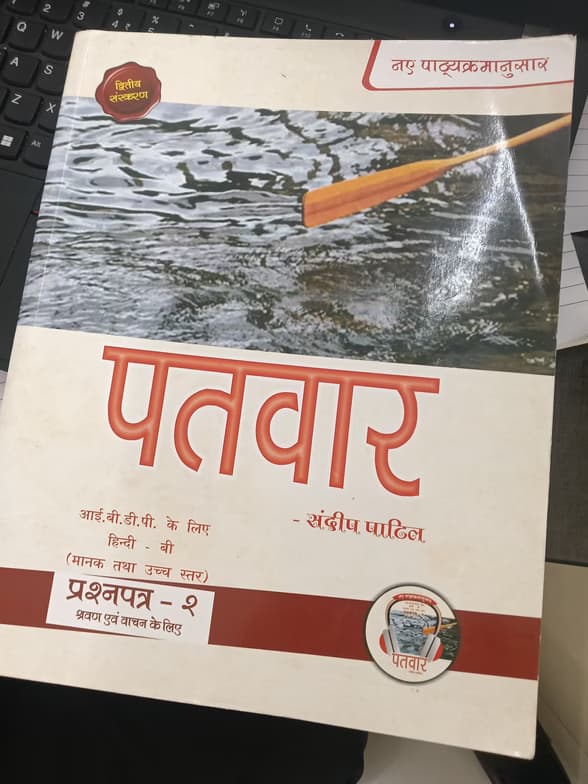 नए पाठ्यक्रमानुसार
द्वितीय
संस्करण
पतवार
- संदीप पाटिल
आई.बी.डी.पी. के लिए
हिन्दी - बी
(मानक तथा उच्च स्तर)
प्रश्नपत्र - २
श्रवण एवं वाचन के लिए
पतवार